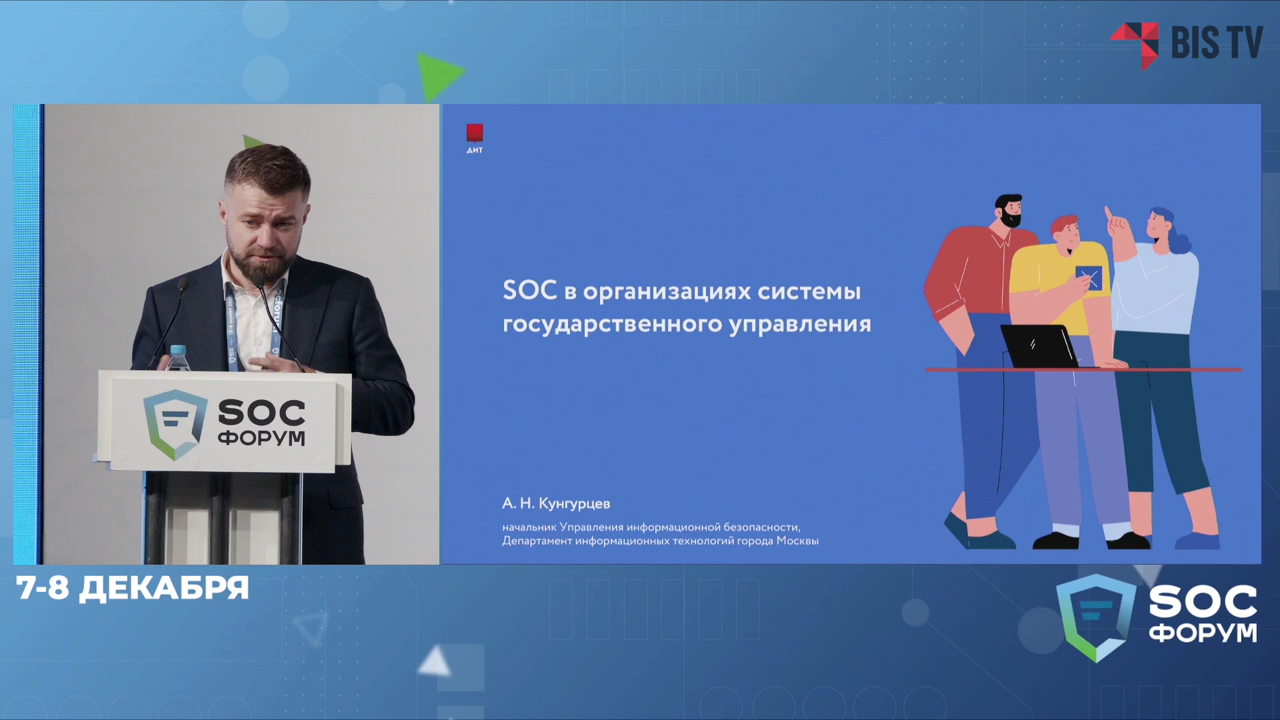 BIS TV
ДИТ
SOC в организациях системы
государственного управления
А. Н. Кунгурцев
начальник Управления информационной безопасности,
Департамент информационных технологий города Москвы
SOC
ФОРУМ
7-8 ДЕКАБРЯ
SOC
ФОРУМ